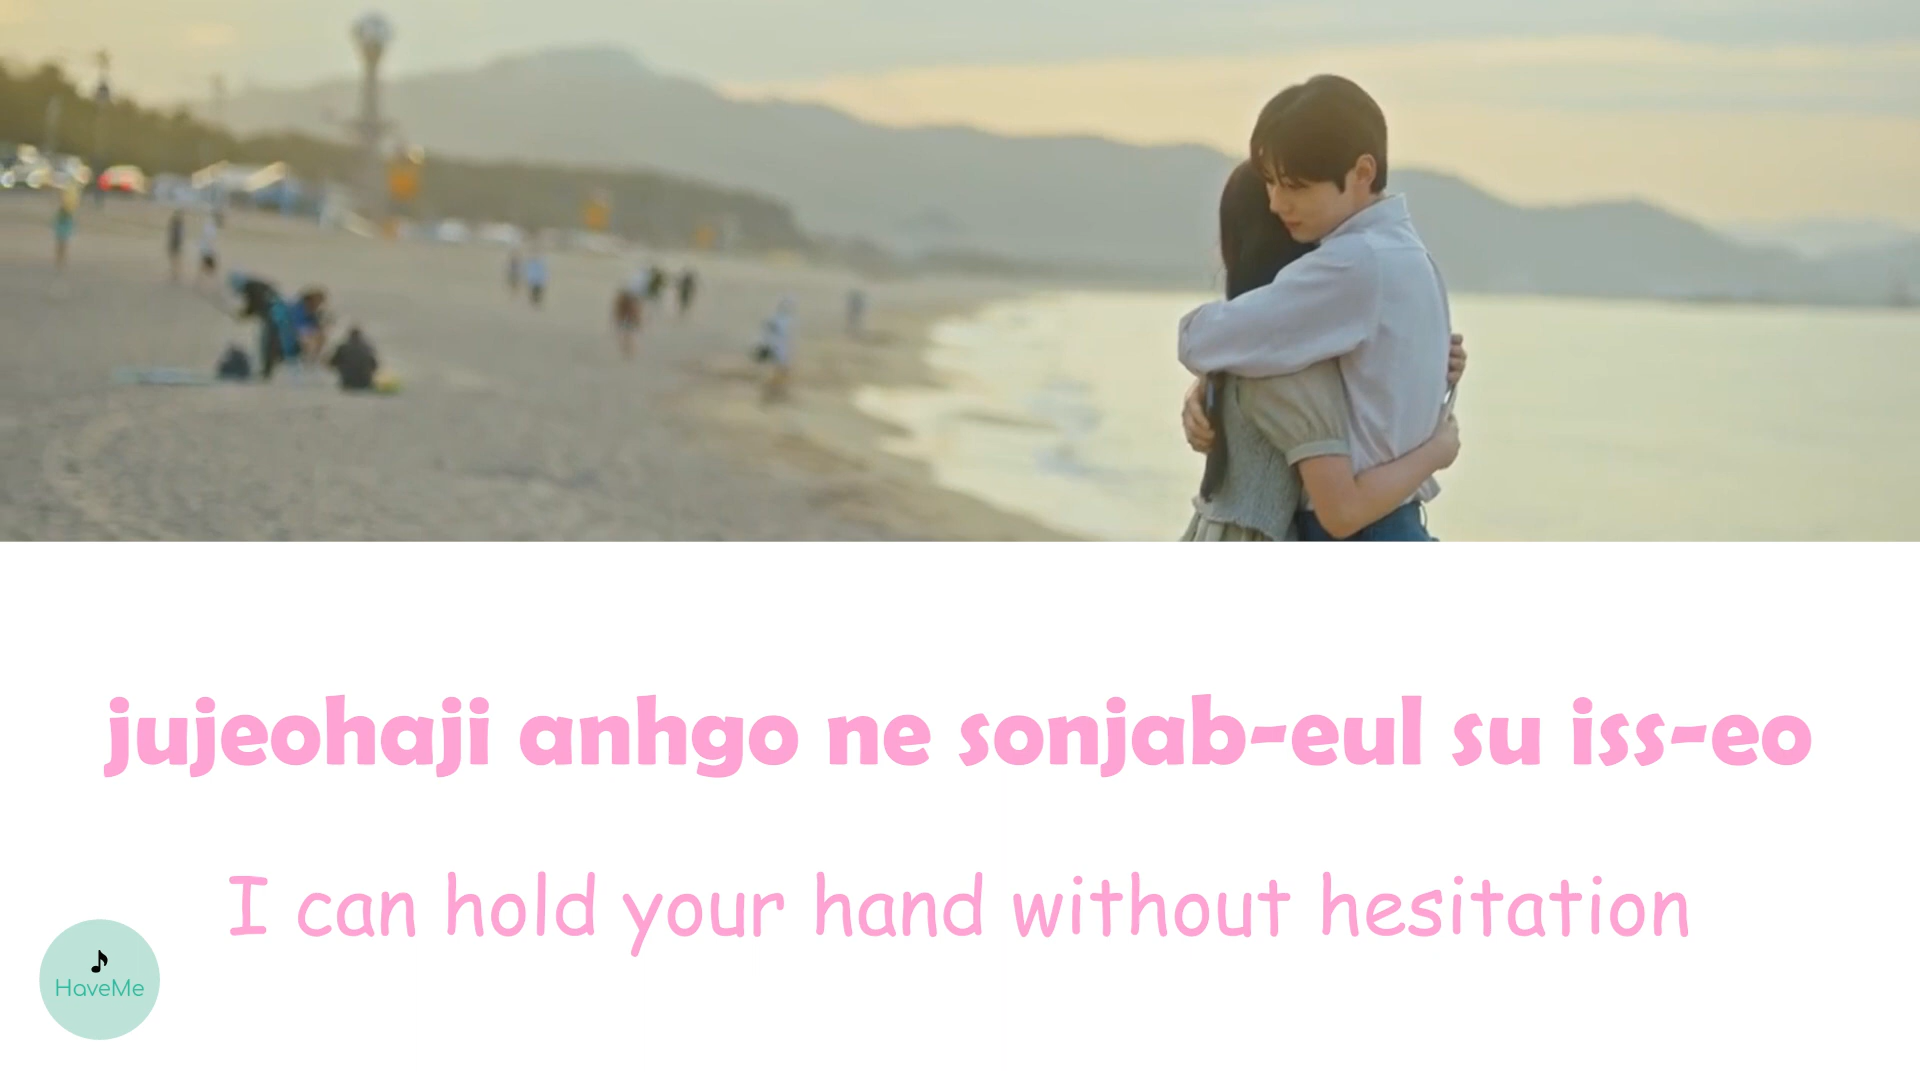 jujeohaji anhgo ne sonjab-eul su iss-eo
I can hold your hand without hesitation
HaveMe